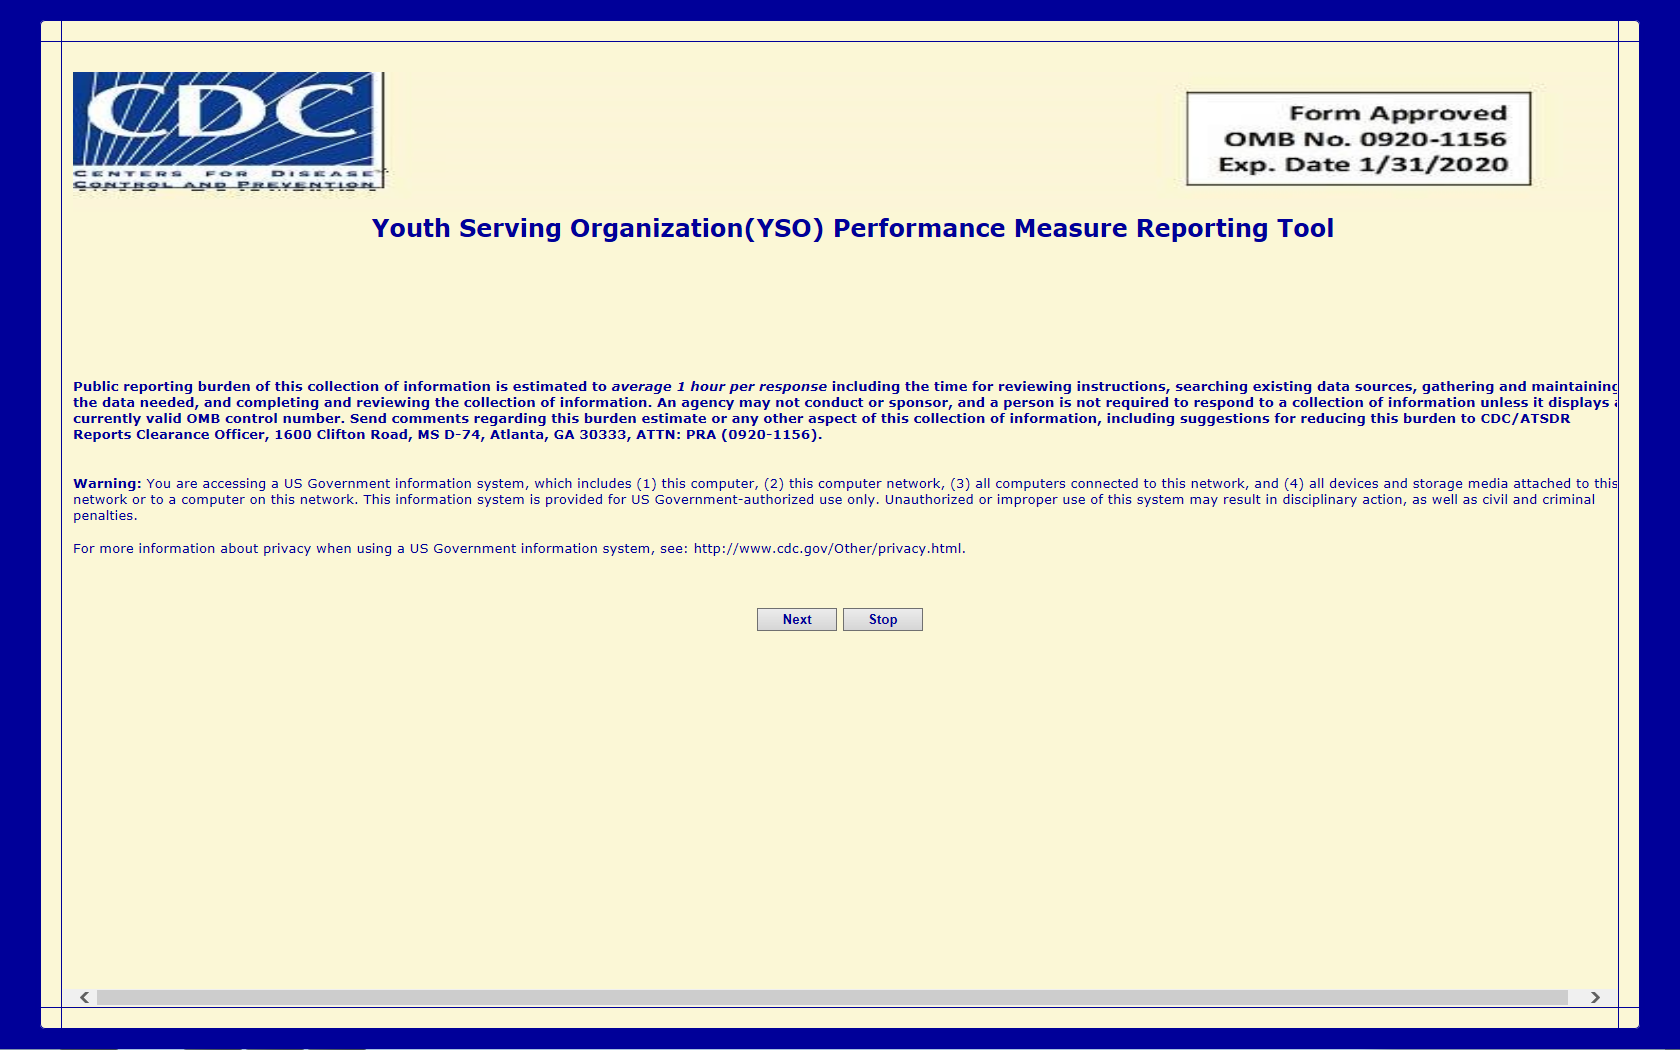 CDC
CENTERS FOR DISEASE
CONTROL AND PREVENTION
Form Approved
OMB No. 0920-1156
Exp. Date 1/31/2020
Youth Serving Organization(YSO) Performance Measure Reporting Tool
Public reporting burden of this collection of information is estimated to average 1 hour per response including the time for reviewing instructions, searching existing data sources, gathering and maintaining
the data needed, and completing and reviewing the collection of information. An agency may not conduct or sponsor, and a person is not required to respond to a collection of information unless it displays a
currently valid OMB control number. Send comments regarding this burden estimate or any other aspect of this collection of information, including suggestions for reducing this burden to CDC/ATSDR
Reports Clearance Officer, 1600 Clifton Road, MS D-74, Atlanta, GA 30333, ATTN: PRA (0920-1156).
Warning: You are accessing a US Government information system, which includes (1) this computer, (2) this computer network, (3) all computers connected to this network, and (4) all devices and storage media attached to this
network or to a computer on this network. This information system is provided for US Government-authorized use only. Unauthorized or improper use of this system may result in disciplinary action, as well as civil and criminal
penalties.
For more information about privacy when using a US Government information system, see: http://www.cdc.gov/Other/privacy.html.
Next Stop